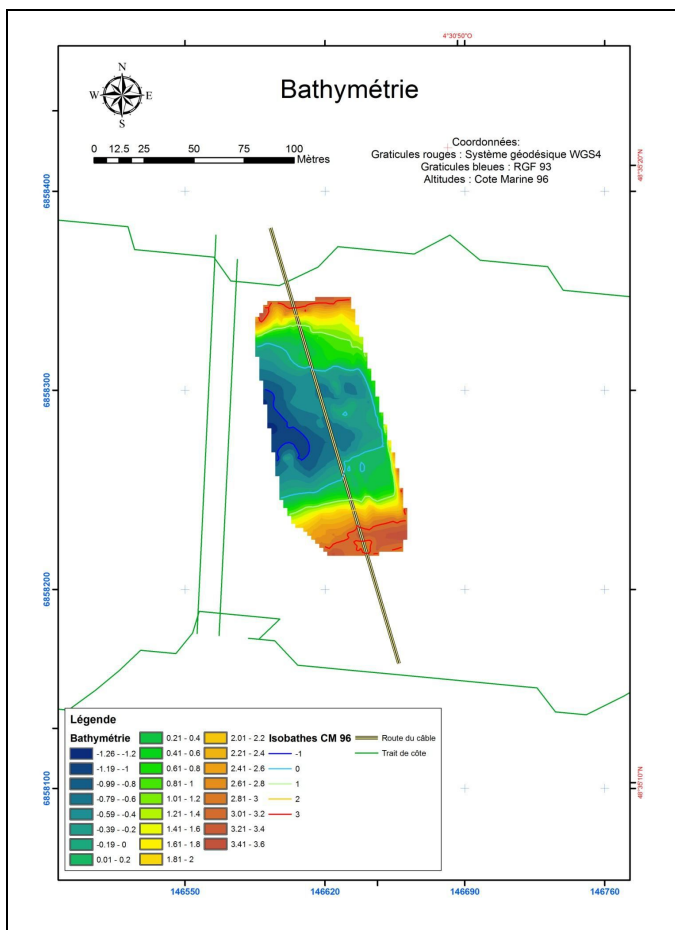 4°30'50"O
N
W E
S
Bathymétrie
0 12.5 25 50 75 100
Mètres
Coordonnées:
Graticules rouges : Système géodésique WGS4
Graticules bleues : RGF 93
Altitudes : Cote Marine 96
6858400
6858300
6858200
6858100
Légende
Bathymétrie
-1.26 - -1.2
-1.19 - -1
-0.99 - -0.8
-0.79 - -0.6
-0.59 - -0.4
-0.39 - -0.2
-0.19 - 0
0.01 - 0.2
0.21 - 0.4
0.41 - 0.6
0.61 - 0.8
0.81 - 1
1.01 - 1.2
1.21 - 1.4
1.41 - 1.6
1.61 - 1.8
1.81 - 2
2.01 - 2.2
2.21 - 2.4
2.41 - 2.6
2.61 - 2.8
2.81 - 3
3.01 - 3.2
3.21 - 3.4
3.41 - 3.6
Isobathes CM 96
-1
0
1
2
3
Route du câble
Trait de côte
146550 146620 146690 146760